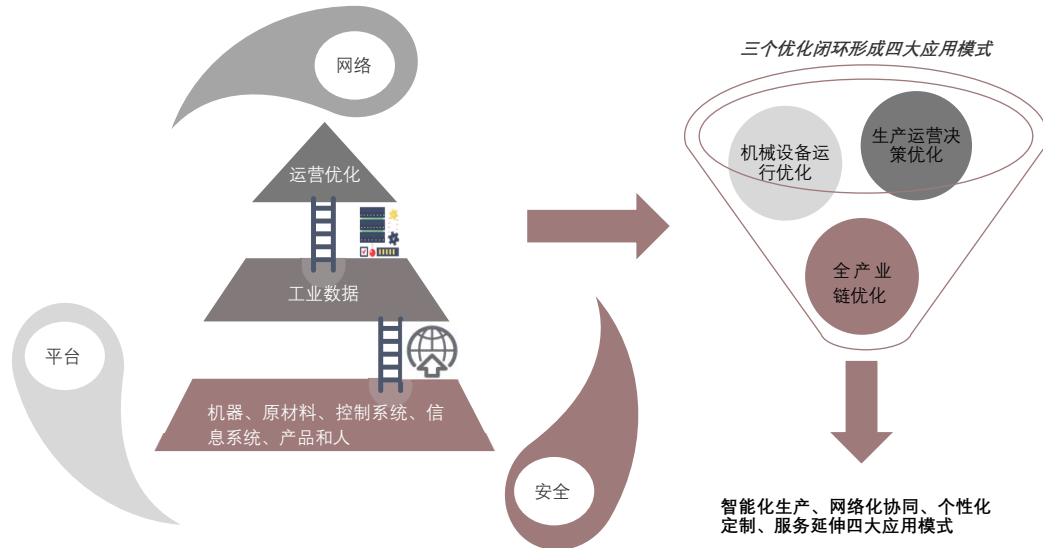 网络
三个优化闭环形成四大应用模式
运营优化
机械设备运
行优化
生产运营决
策优化
工业数据
全产业
链优化
平台
机器、原材料、控制系统、信
息系统、产品和人
安全
智能化生产、网络化协同、个性化
定制、服务延伸四大应用模式